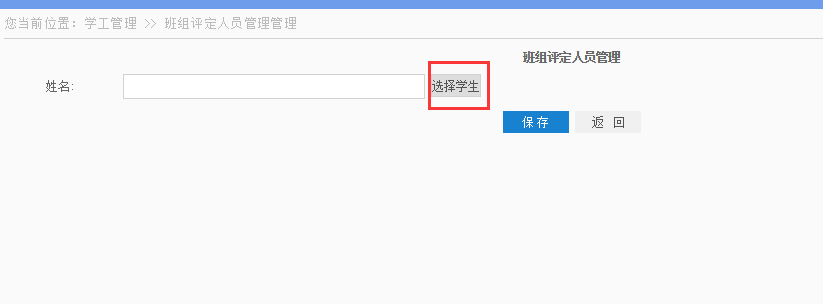 您当前位置：学工管理 >> 班组评定人员管理管理
班组评定人员管理
姓名:
选择学生
保存 返 回